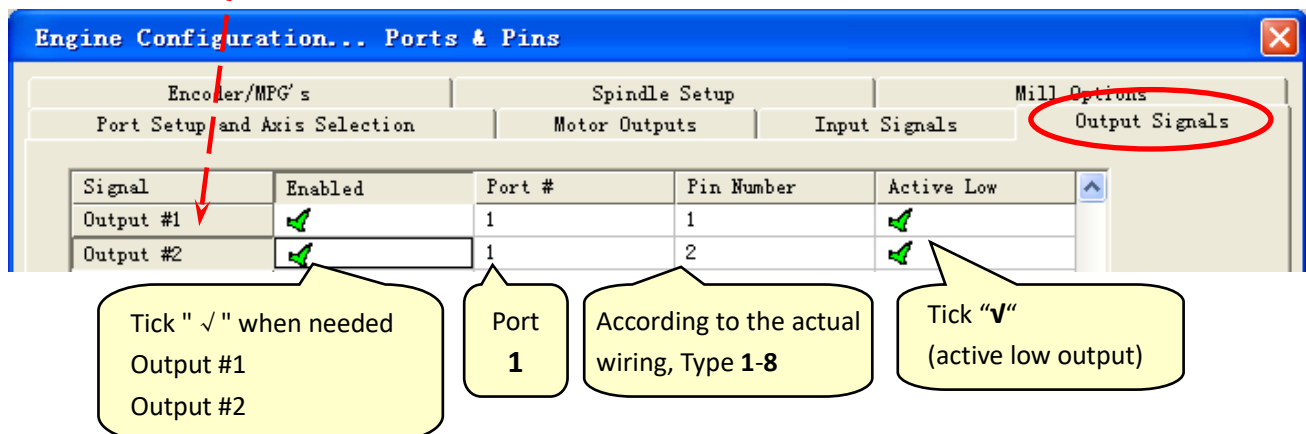 Engine Configuration... Ports & Pins
Encoder/MPG's Spindle Setup Mill Options
Port Setup and Axis Selection Motor Outputs Input Signals Output Signals
Signal Enabled Port # Pin Number Active Low
Output #1 1 1
Output #2 1 2
Tick " √ " when needed
Output #1
Output #2
Port
1
According to the actual
wiring, Type 1-8
Tick “√“
(active low output)